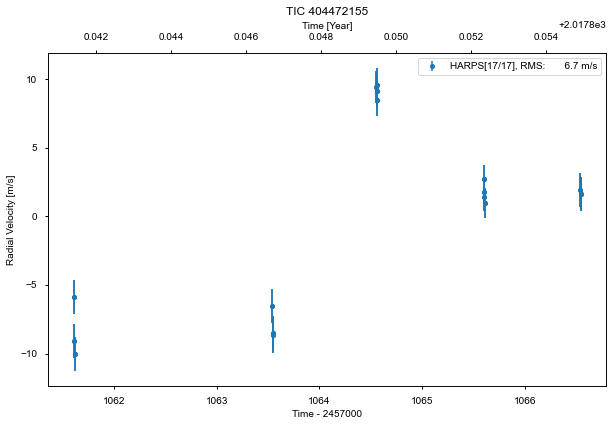 TIC 404472155
Time [Year]
+2.0178e3
0.042 0.044 0.046 0.048 0.050 0.052 0.054
HARPS[17/17], RMS: 6.7 m/s
10
5
0
−5
−10
Radial Velocity [m/s]
1062 1063 1064 1065 1066
Time - 2457000